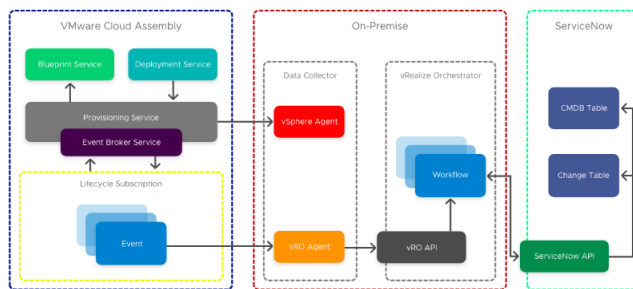 VMware Cloud Assembly
Blueprint Service
Deployment Service
Provisioning Service
Event Broker Service
Lifecycle Subscription
Event
On-Premise
Data Collector
vSphere Agent
vRO Agent
vRealize Orchestrator
Workflow
vRO API
ServiceNow
CMDB Table
Change Table
ServiceNow API